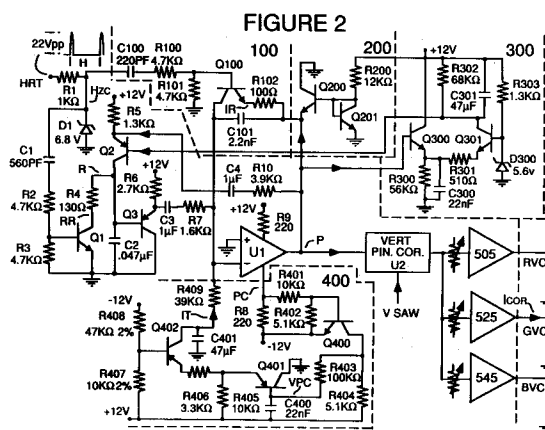 FIGURE 2
22Vpp
H
HRT
R1
1KΩ
HZC
C100
220PF
R100
4.7KΩ
R101
4.7KΩ
Q100
100
R102
100Ω
IR
C101
2.2nF
200
Q200
R200
12KΩ
Q201
+12V
300
R302
68KΩ
C301
47µF
R303
1.3KΩ
Q300
Q301
R300
56KΩ
R301
510Ω
C300
22nF
D300
5.6v
C1
560PF
D1
6.8 V
+12V
R5
1.3KΩ
Q2
R
+12V
R6
2.7KΩ
R2
4.7KΩ
R4
130Ω
RR
Q1
R3
4.7KΩ
C2
.047µF
Q3
C3
1µF
R7
1.6KΩ
C4
1µF
R10
3.9KΩ
+12V
R9
220
+
U1
P
VERT
PIN. COR.
U2
V SAW
505
RVC
525
ICOR
GVC
545
BVC
PC
R8
220
-12V
R401
10KΩ
400
R402
5.1KΩ
Q400
R409
39KΩ
IT
-12V
R408
47KΩ 2%
Q402
C401
47µF
R407
10KΩ2%
+12V
R406
3.3KΩ
R405
10KΩ
Q401
VPC
C400
22nF
R403
100KΩ
R404
5.1KΩ